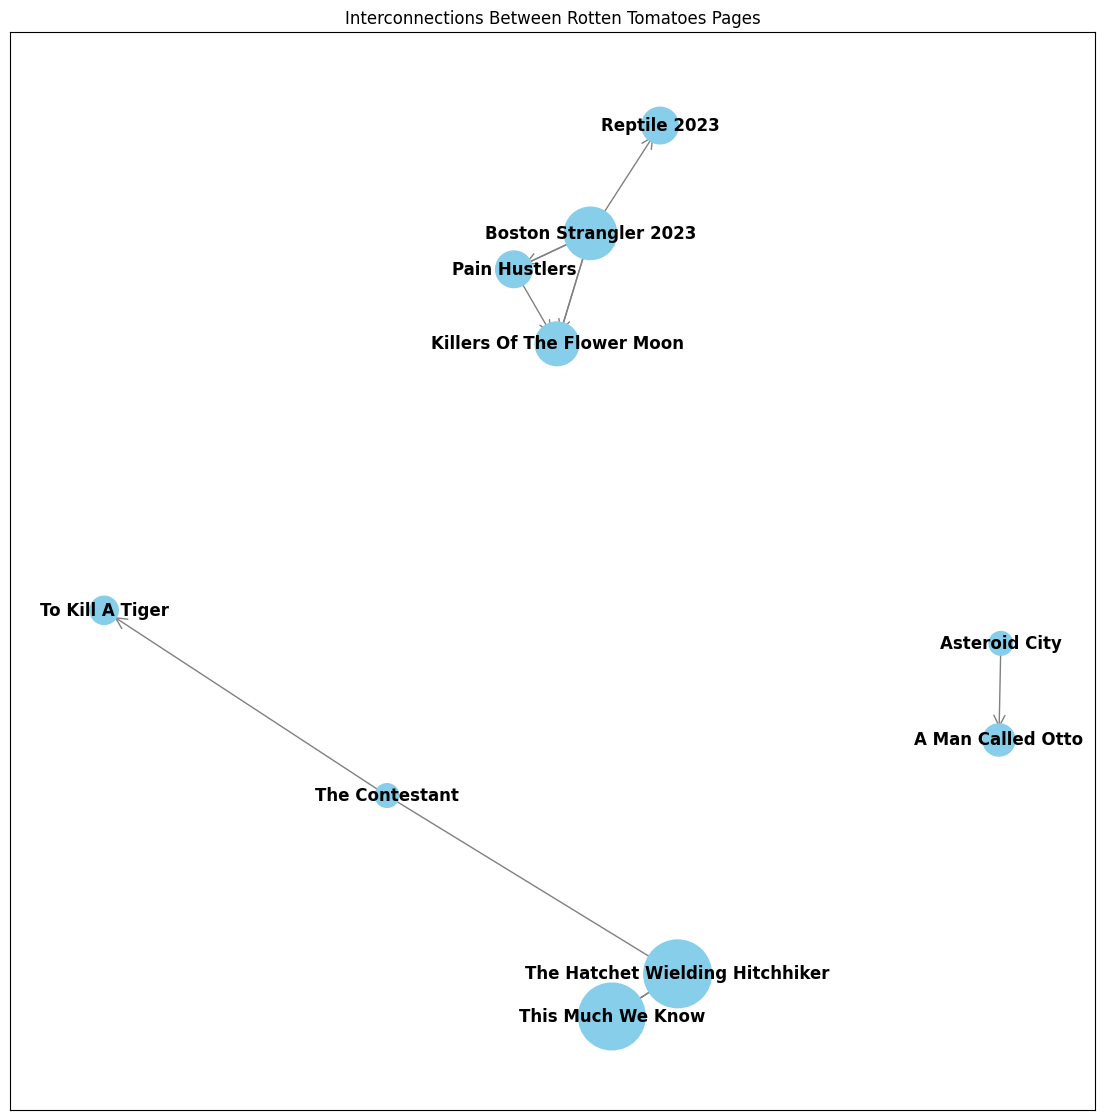 Interconnections Between Rotten Tomatoes Pages
Reptile 2023
Boston Strangler 2023
Pain Hustlers
Killers Of The Flower Moon
To Kill A Tiger
Asteroid City
A Man Called Otto
The Contestant
The Hatchet Wielding Hitchhiker
This Much We Know